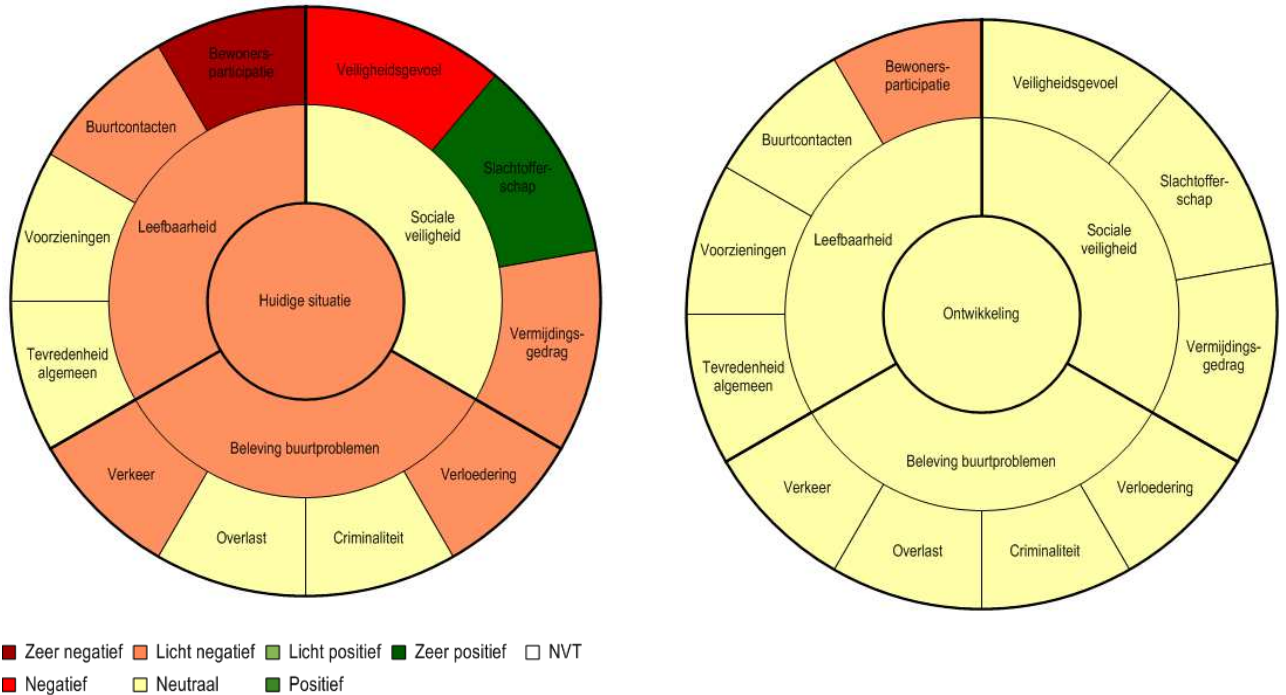 Bewoners-
participatie
Veiligheidsgevoel
Buurtcontacten
Slachtoffer-
schap
Voorzieningen
Leefbaarheid
Sociale
veiligheid
Huidige situatie
Vermijdings-
gedrag
Tevredenheid
algemeen
Beleving buurtproblemen
Verkeer
Verloedering
Overlast
Criminaliteit
Bewoners-
participatie
Veiligheidsgevoel
Buurtcontacten
Slachtoffer-
schap
Voorzieningen
Leefbaarheid
Sociale
veiligheid
Ontwikkeling
Vermijdings-
gedrag
Tevredenheid
algemeen
Beleving buurtproblemen
Verkeer
Verloedering
Overlast
Criminaliteit
Zeer negatief Licht negatief Licht positief Zeer positief NVT
Negatief Neutraal Positief